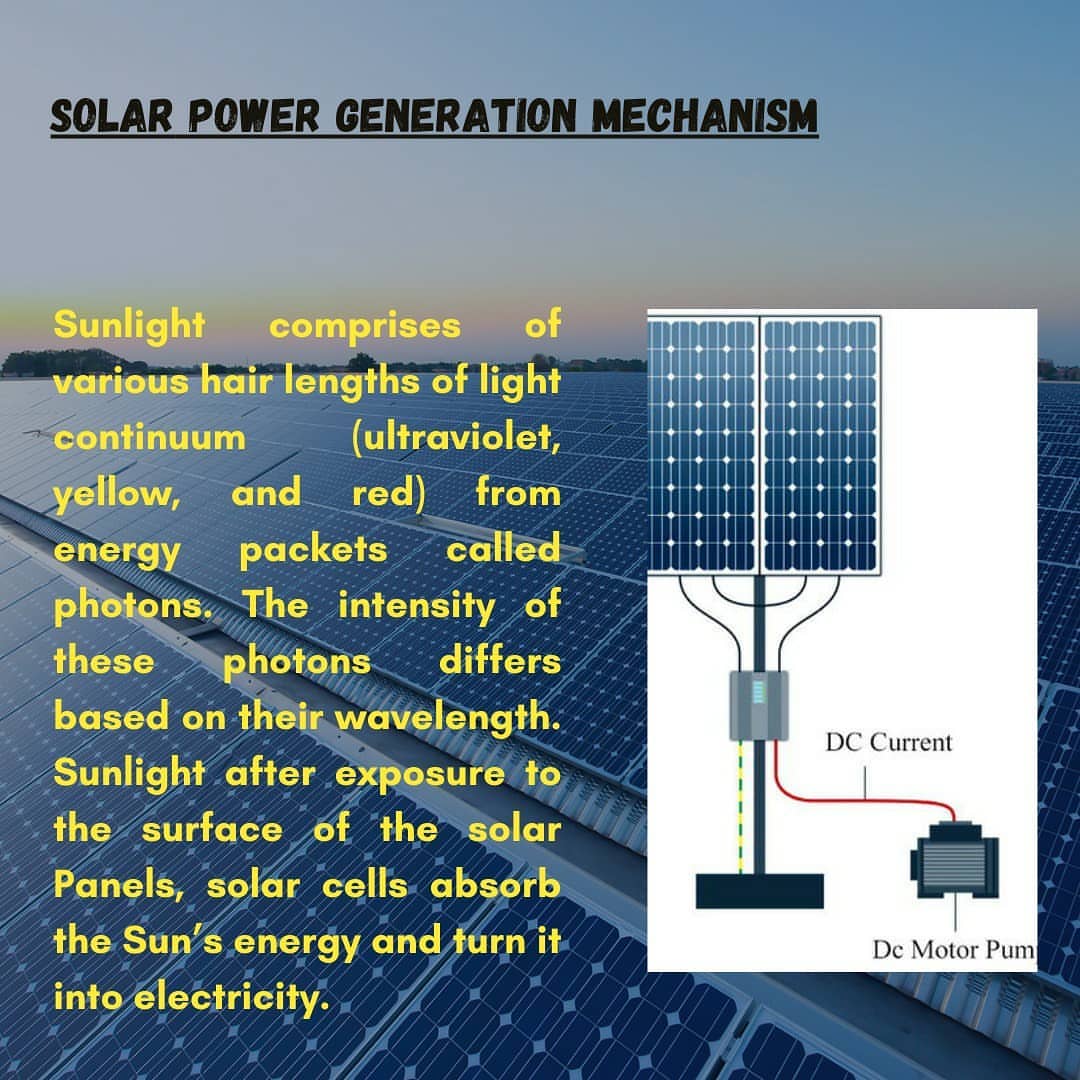 SOLAR POWER GENERATION MECHANISM
Sunlight comprises of
various hair lengths of light
continuum (ultraviolet,
yellow, and red) from
energy packets called
photons. The intensity of
these photons differs
based on their wavelength.
Sunlight after exposure to
the surface of the solar
Panels, solar cells absorb
the Sun's energy and turn it
into electricity.
DC Current
Dc Motor Pum